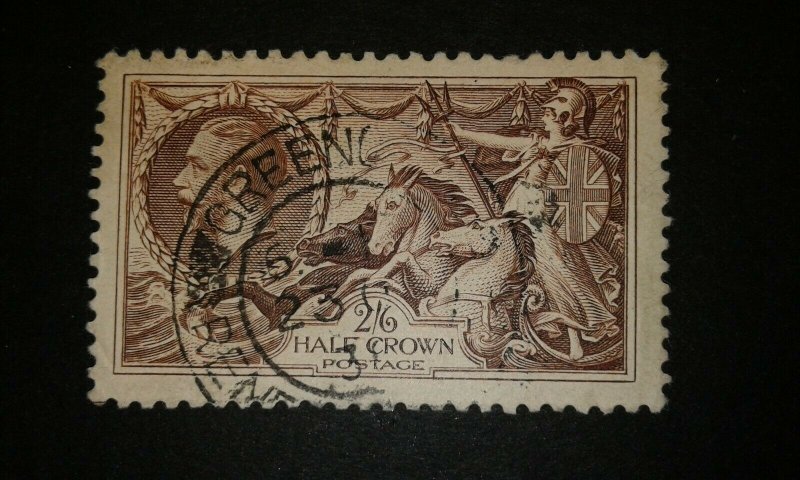 2/6
HALF CROWN
POSTAGE
GREEN
23